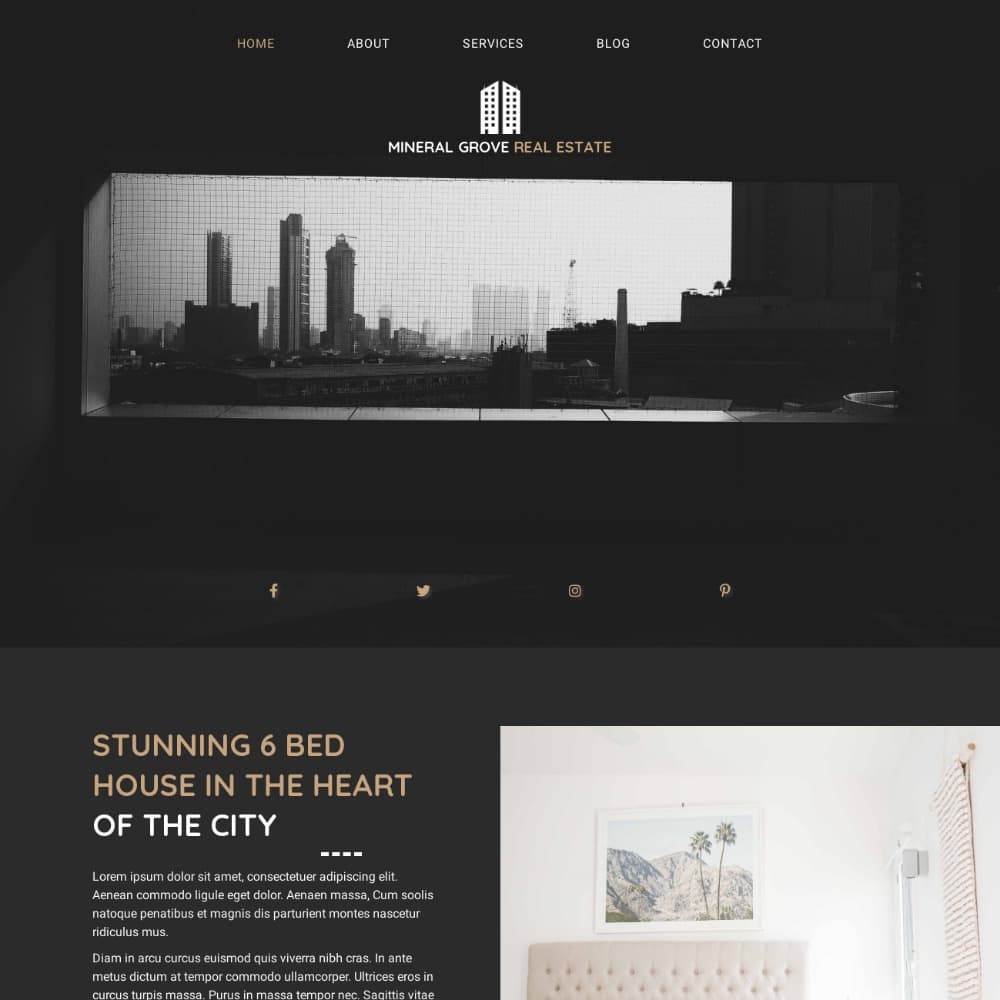 HOME ABOUT SERVICES BLOG CONTACT
MINERAL GROVE REAL ESTATE
STUNNING 6 BED
HOUSE IN THE HEART
OF THE CITY
Lorem ipsum dolor sit amet, consectetuer adipiscing elit.
Aenean commodo ligule eget dolor. Aenaen massa, Cum soolis
natoque penatibus et magnis dis parturient montes nascetur
ridiculus mus.
Diam in arcu curcus euismod quis viverra nibh cras. In ante
metus dictum at tempor commodo ullamcorper. Ultrices eros in
curcus turpis massa. Purus in massa tempor nec. Sagittis vitae